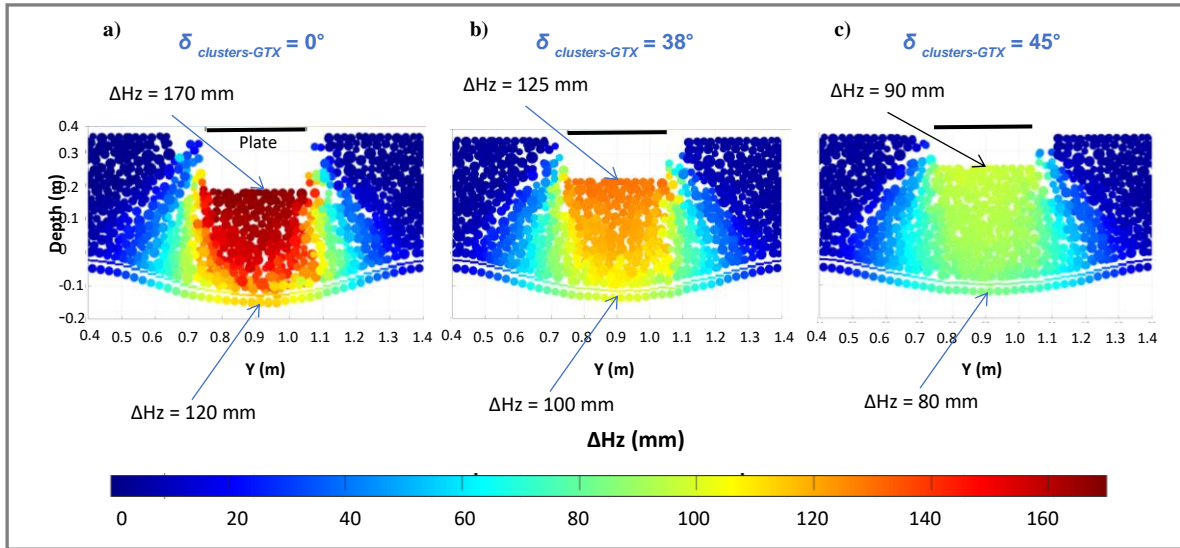 a) b) c)
δ clusters-GTX = 0° δ clusters-GTX = 38° δ clusters-GTX = 45°
ΔHz = 170 mm ΔHz = 125 mm ΔHz = 90 mm
Plate
0.4
0.3
0.2
0.1
0
-0.1
-0.2
Depth (m)
0.4 0.5 0.6 0.7 0.8 0.9 1.0 1.1 1.2 1.3 1.4
0.4 0.5 0.6 0.7 0.8 0.9 1.0 1.1 1.2 1.3 1.4
0.4 0.5 0.6 0.7 0.8 0.9 1.0 1.1 1.2 1.3 1.4
Y (m) Y (m) Y (m)
ΔHz = 120 mm ΔHz = 100 mm ΔHz = 80 mm
ΔHz (mm)
0 20 40 60 80 100 120 140 160